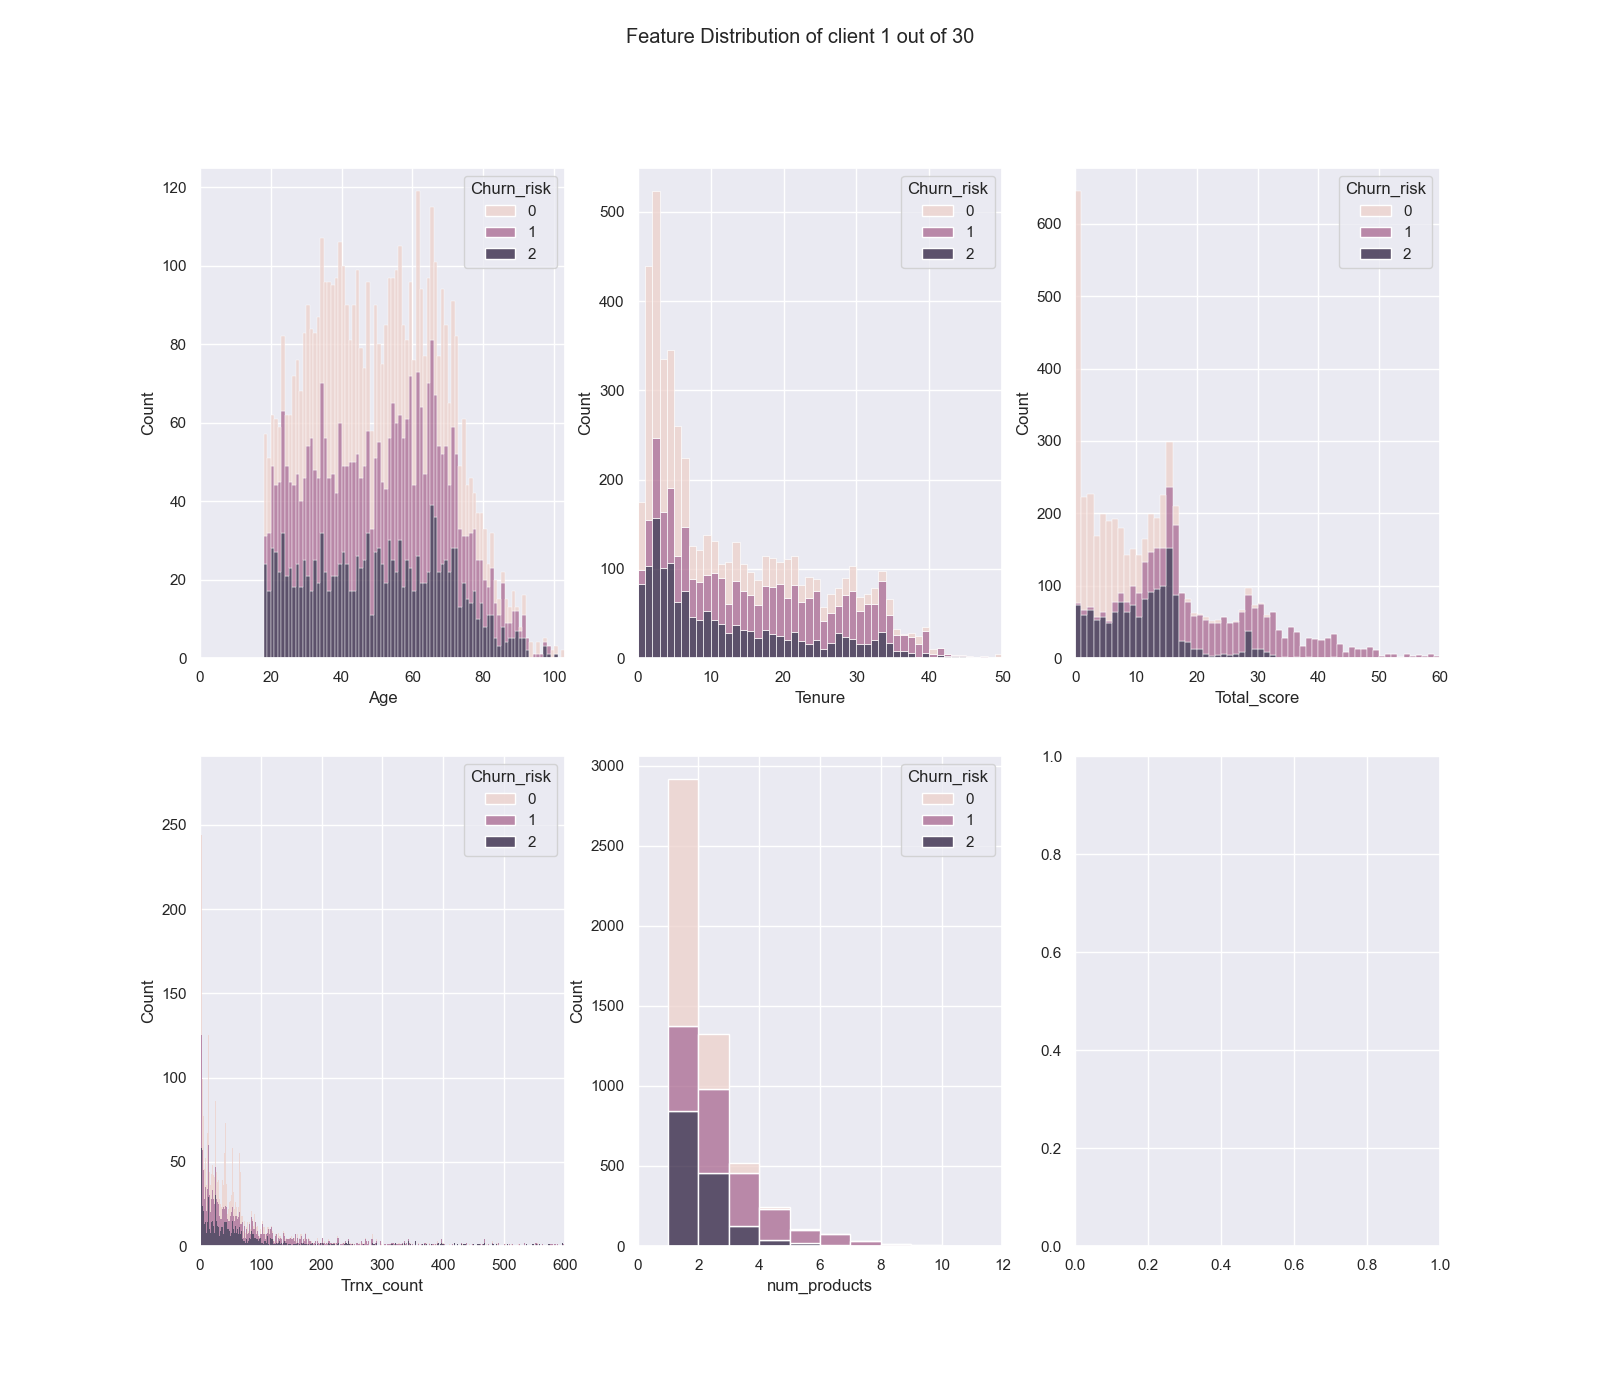 Feature Distribution of client 1 out of 30
120
100
80
60
40
20
0
Count
0 20 40 60 80 100
Age
Churn_risk
0
1
2
500
400
300
200
100
0
Count
0 10 20 30 40 50
Tenure
Churn_risk
0
1
2
600
500
400
300
200
100
0
Count
0 10 20 30 40 50 60
Total_score
Churn_risk
0
1
2
250
200
150
100
50
0
Count
0 100 200 300 400 500 600
Trnx_count
Churn_risk
0
1
2
3000
2500
2000
1500
1000
500
0
Count
0 2 4 6 8 10 12
num_products
Churn_risk
0
1
2
1.0
0.8
0.6
0.4
0.2
0.0
0.0 0.2 0.4 0.6 0.8 1.0